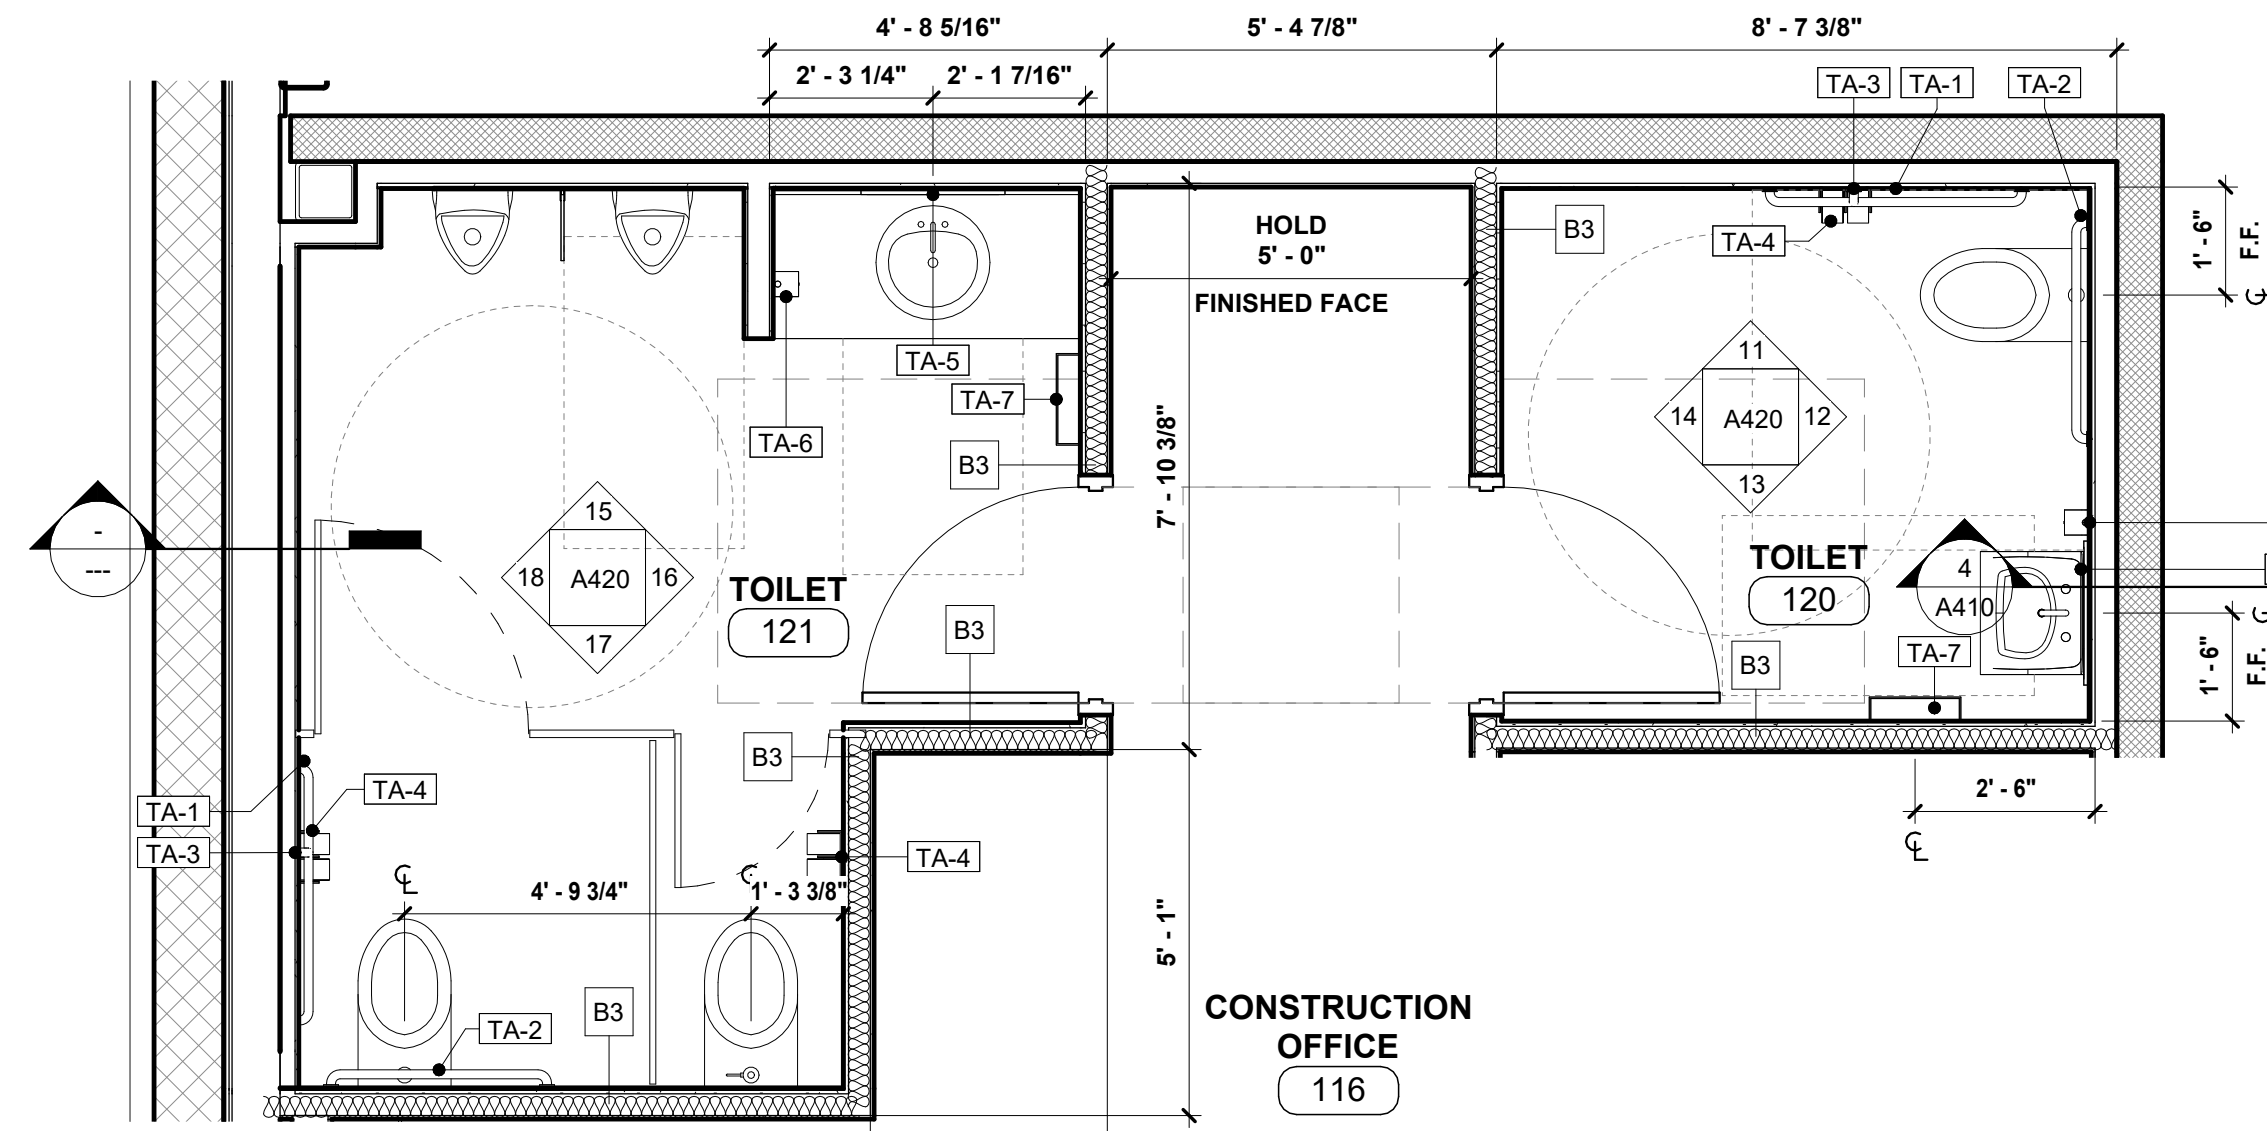 4' - 8 5/16"
5' - 4 7/8"
8' - 7 3/8"
2' - 3 1/4"
2' - 1 7/16"
TA-3
TA-1
TA-2
HOLD
5' - 0"
FINISHED FACE
B3
TA-4
1' - 6"
F.F.
℄
TA-5
TA-7
TA-6
B3
7' - 10 3/8"
11
14
A420
12
13
15
18
A420
16
17
-
---
TOILET
121
B3
TOILET
120
4
A410
B3
TA-7
1' - 6"
F.F.
B3
TA-1
TA-4
TA-3
TA-4
2' - 6"
℄
℄
4' - 9 3/4"
1' - 3 3/8"
5' - 1"
TA-2
B3
CONSTRUCTION
OFFICE
116